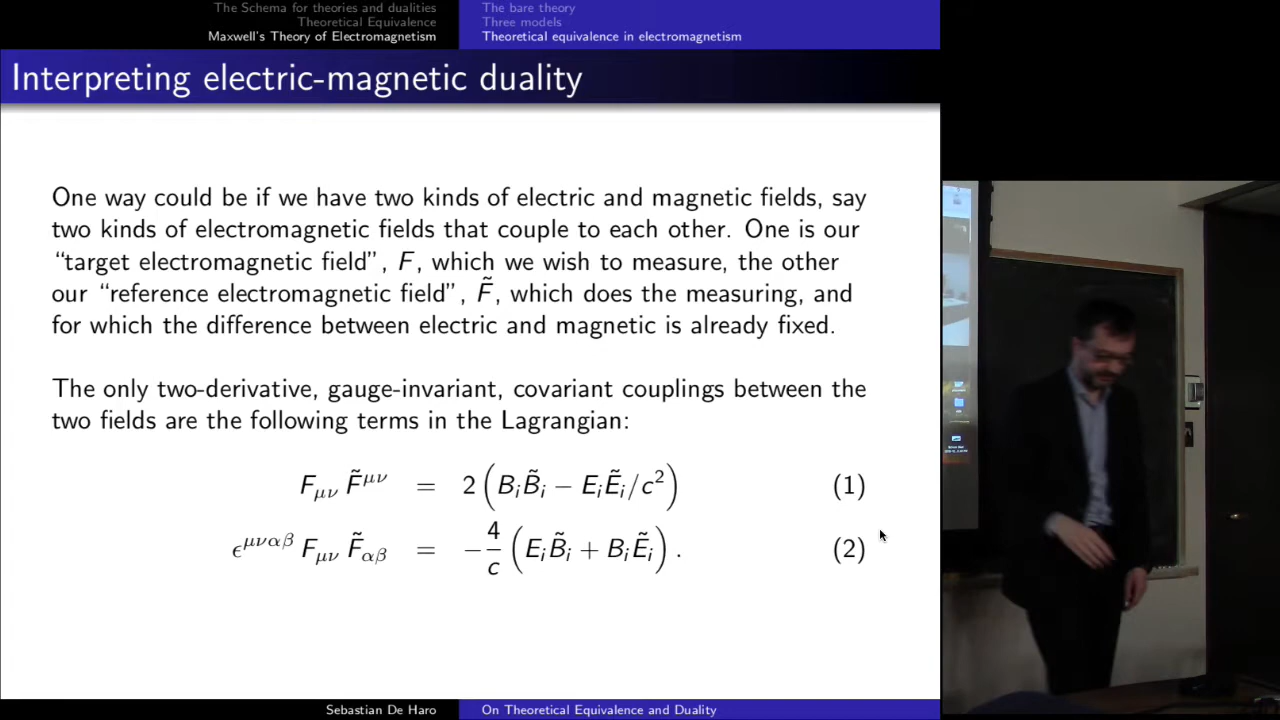 The Schema for theories and dualities
Theoretical Equivalence
Maxwell's Theory of Electromagnetism
The bare theory
Three models
Theoretical equivalence in electromagnetism
Interpreting electric-magnetic duality
One way could be if we have two kinds of electric and magnetic fields, say
two kinds of electromagnetic fields that couple to each other. One is our
"target electromagnetic field", F, which we wish to measure, the other
our "reference electromagnetic field", F̃, which does the measuring, and
for which the difference between electric and magnetic is already fixed.
The only two-derivative, gauge-invariant, covariant couplings between the
two fields are the following terms in the Lagrangian:
F_{μν} F̃^{μν} = 2 (B_i B̃_i − E_i Ẽ_i/c²) (1)
ϵ^{μναβ} F_{μν} F̃_{αβ} = −4/c (E_i B̃_i + B_i Ẽ_i). (2)
Sebastian De Haro
On Theoretical Equivalence and Duality